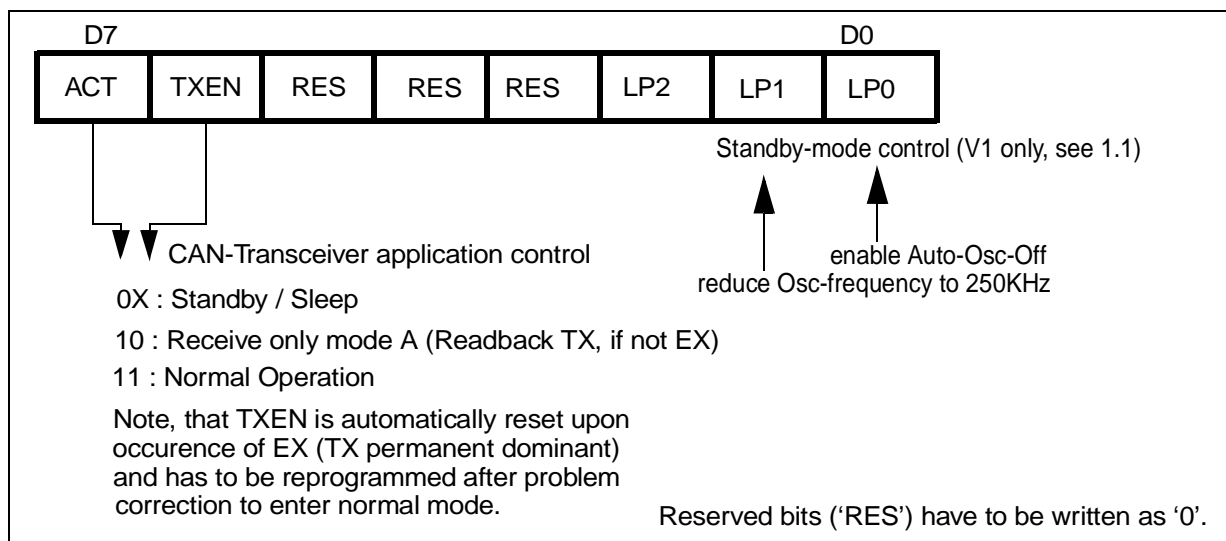 D7 D0
ACT TXEN RES RES RES LP2 LP1 LP0
Standby-mode control (V1 only, see 1.1)
CAN-Transceiver application control
enable Auto-Osc-Off
reduce Osc-frequency to 250KHz
0X : Standby / Sleep
10 : Receive only mode A (Readback TX, if not EX)
11 : Normal Operation
Note, that TXEN is automatically reset upon
occurence of EX (TX permanent dominant)
and has to be reprogrammed after problem
correction to enter normal mode.
Reserved bits (‘RES’) have to be written as ‘0’.